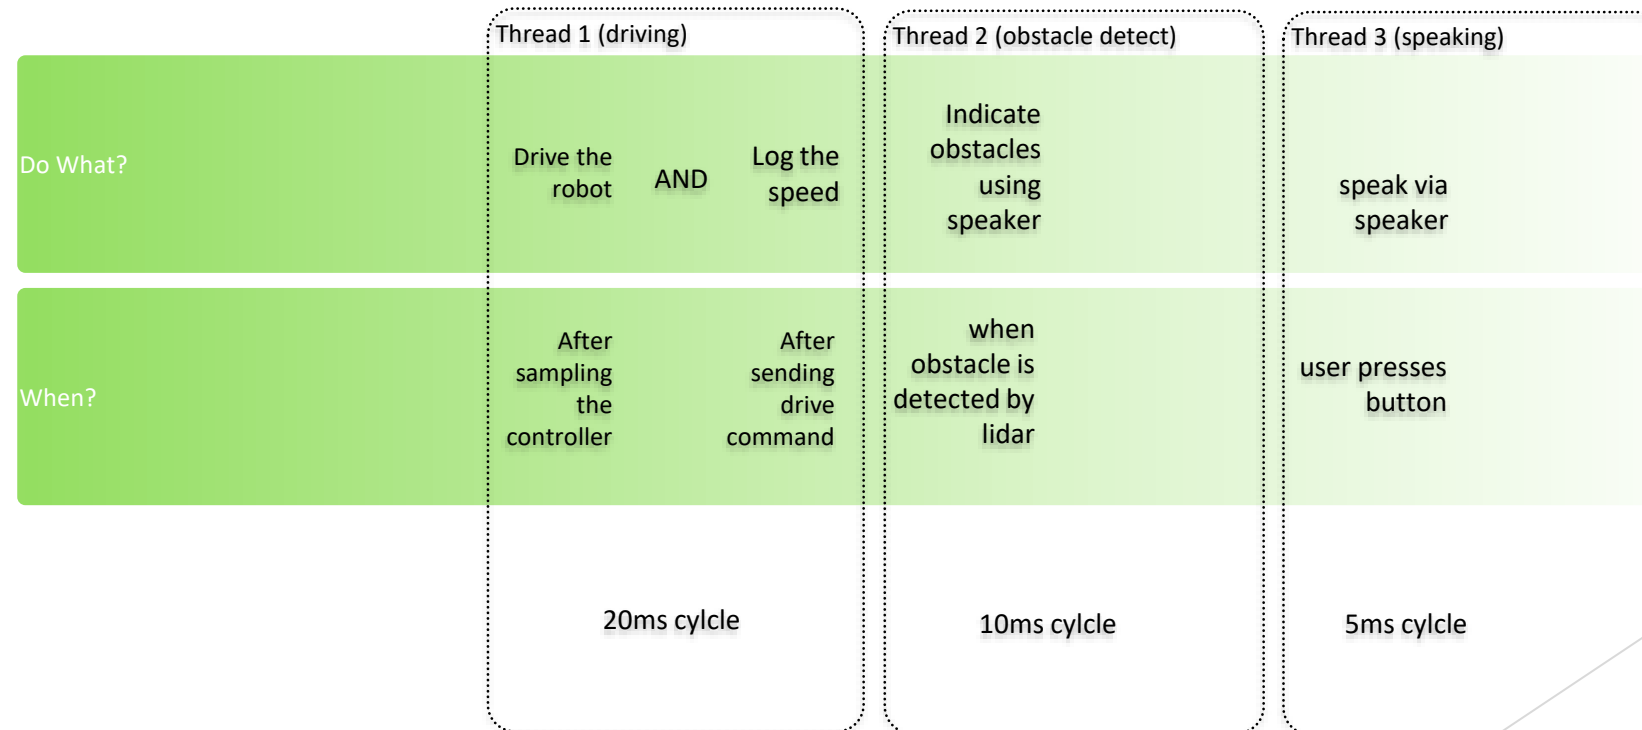 Thread 1 (driving)
Thread 2 (obstacle detect)
Thread 3 (speaking)
Do What?
Drive the
robot
AND
Log the
speed
Indicate
obstacles
using
speaker
speak via
speaker
When?
After
sampling
the
controller
After
sending
drive
command
when
obstacle is
detected by
lidar
user presses
button
20ms cylcle
10ms cylcle
5ms cylcle